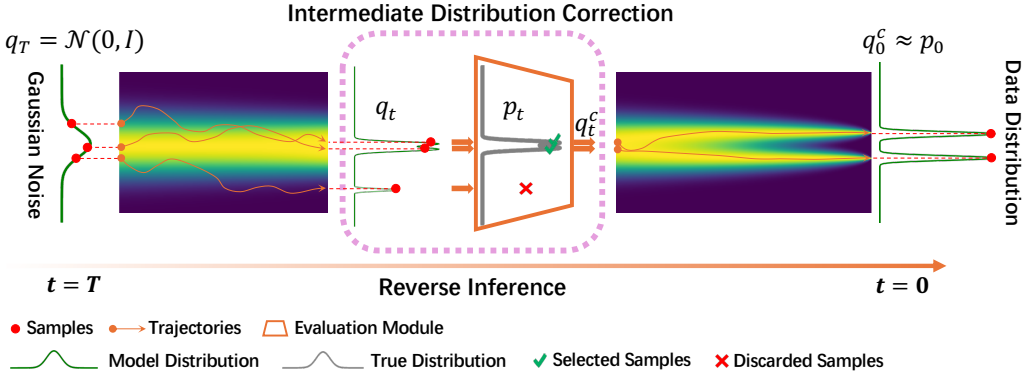 Intermediate Distribution Correction
q_T = 𝒩(0, I)
q_0^c ≈ p_0
Gaussian Noise
q_t
p_t
q_t^c
Data Distribution
t = T
Reverse Inference
t = 0
Samples
Trajectories
Evaluation Module
Model Distribution
True Distribution
Selected Samples
Discarded Samples